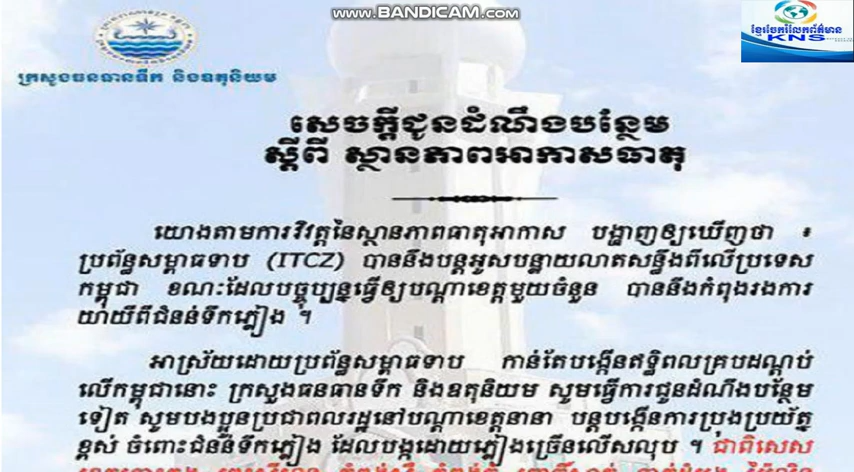 www.BANDICAM.com
ខ្មែរចែករំលែកព័ត៌មាន
KNS
ក្រសួងធនធានទឹក និងឧតុនិយម
សេចក្តីជូនដំណឹងបន្ថែម
ស្តីពី ស្ថានភាពអាកាសធាតុ
យោងតាមការវិវត្តនៃស្ថានភាពធាតុអាកាស បង្ហាញឲ្យឃើញថា ៖
ប្រព័ន្ធសម្ពាធទាប (ITCZ) បាននឹងបន្តអូសបន្លាយលាតសន្ធឹងពីលើប្រទេស
កម្ពុជា ខណៈដែលបច្ចុប្បន្នធ្វើឲ្យបណ្តាខេត្តមួយចំនួន បាននឹងកំពុងរងការ
យាយីពីជំនន់ទឹកភ្លៀង ។
អាស្រ័យដោយប្រព័ន្ធសម្ពាធទាប កាន់តែបង្កើនឥទ្ធិពលគ្របដណ្តប់
លើកម្ពុជានោះ ក្រសួងធនធានទឹក និងឧតុនិយម សូមធ្វើការជូនដំណឹងបន្ថែម
ទៀត សូមបងប្អូនប្រជាពលរដ្ឋនៅបណ្តាខេត្តនានា បន្តបង្កើនការប្រុងប្រយ័ត្ន
ខ្ពស់ ចំពោះជំនន់ទឹកភ្លៀង ដែលបង្កដោយភ្លៀងច្រើនលើសលុប ។ ជាពិសេស